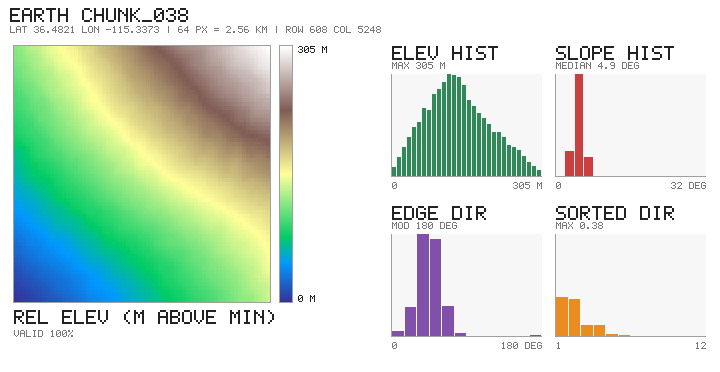 EARTH CHUNK_038
LAT 36.4821 LON -115.3373 | 64 PX = 2.56 KM | ROW 608 COL 5248
305 M
0 M
REL ELEV (M ABOVE MIN)
VALID 100%
ELEV HIST
MAX 305 M
0 305 M
SLOPE HIST
MEDIAN 4.9 DEG
0 32 DEG
EDGE DIR
MOD 180 DEG
0 180 DEG
SORTED DIR
MAX 0.38
1 12